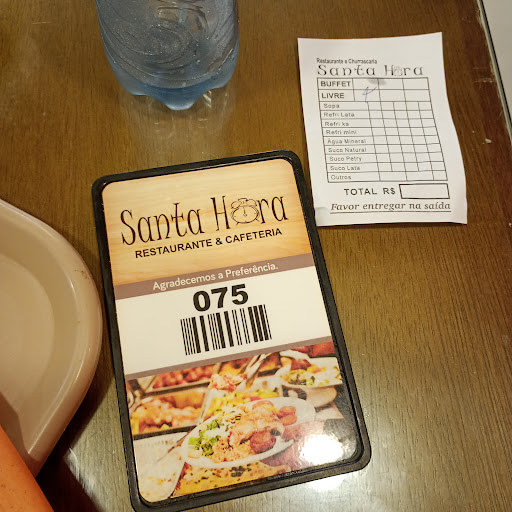 Santa Hora
RESTAURANTE & CAFETERIA
Agradecemos a Preferência.
075
Restaurante e Churrascaria
Santa Hora
BUFFET
LIVRE
Sopa
Refri Lata
Refri ks
Refri mini
Água Mineral
Suco Natural
Suco Petry
Suco Lata
Outros
TOTAL R$
Favor entregar na saída